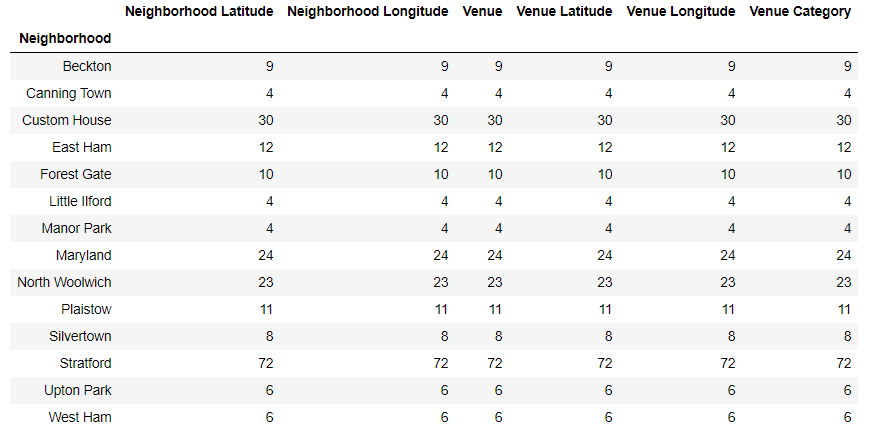 Neighborhood Latitude Neighborhood Longitude Venue Venue Latitude Venue Longitude Venue Category
Neighborhood
Beckton 9 9 9 9 9 9
Canning Town 4 4 4 4 4 4
Custom House 30 30 30 30 30 30
East Ham 12 12 12 12 12 12
Forest Gate 10 10 10 10 10 10
Little Ilford 4 4 4 4 4 4
Manor Park 4 4 4 4 4 4
Maryland 24 24 24 24 24 24
North Woolwich 23 23 23 23 23 23
Plaistow 11 11 11 11 11 11
Silvertown 8 8 8 8 8 8
Stratford 72 72 72 72 72 72
Upton Park 6 6 6 6 6 6
West Ham 6 6 6 6 6 6